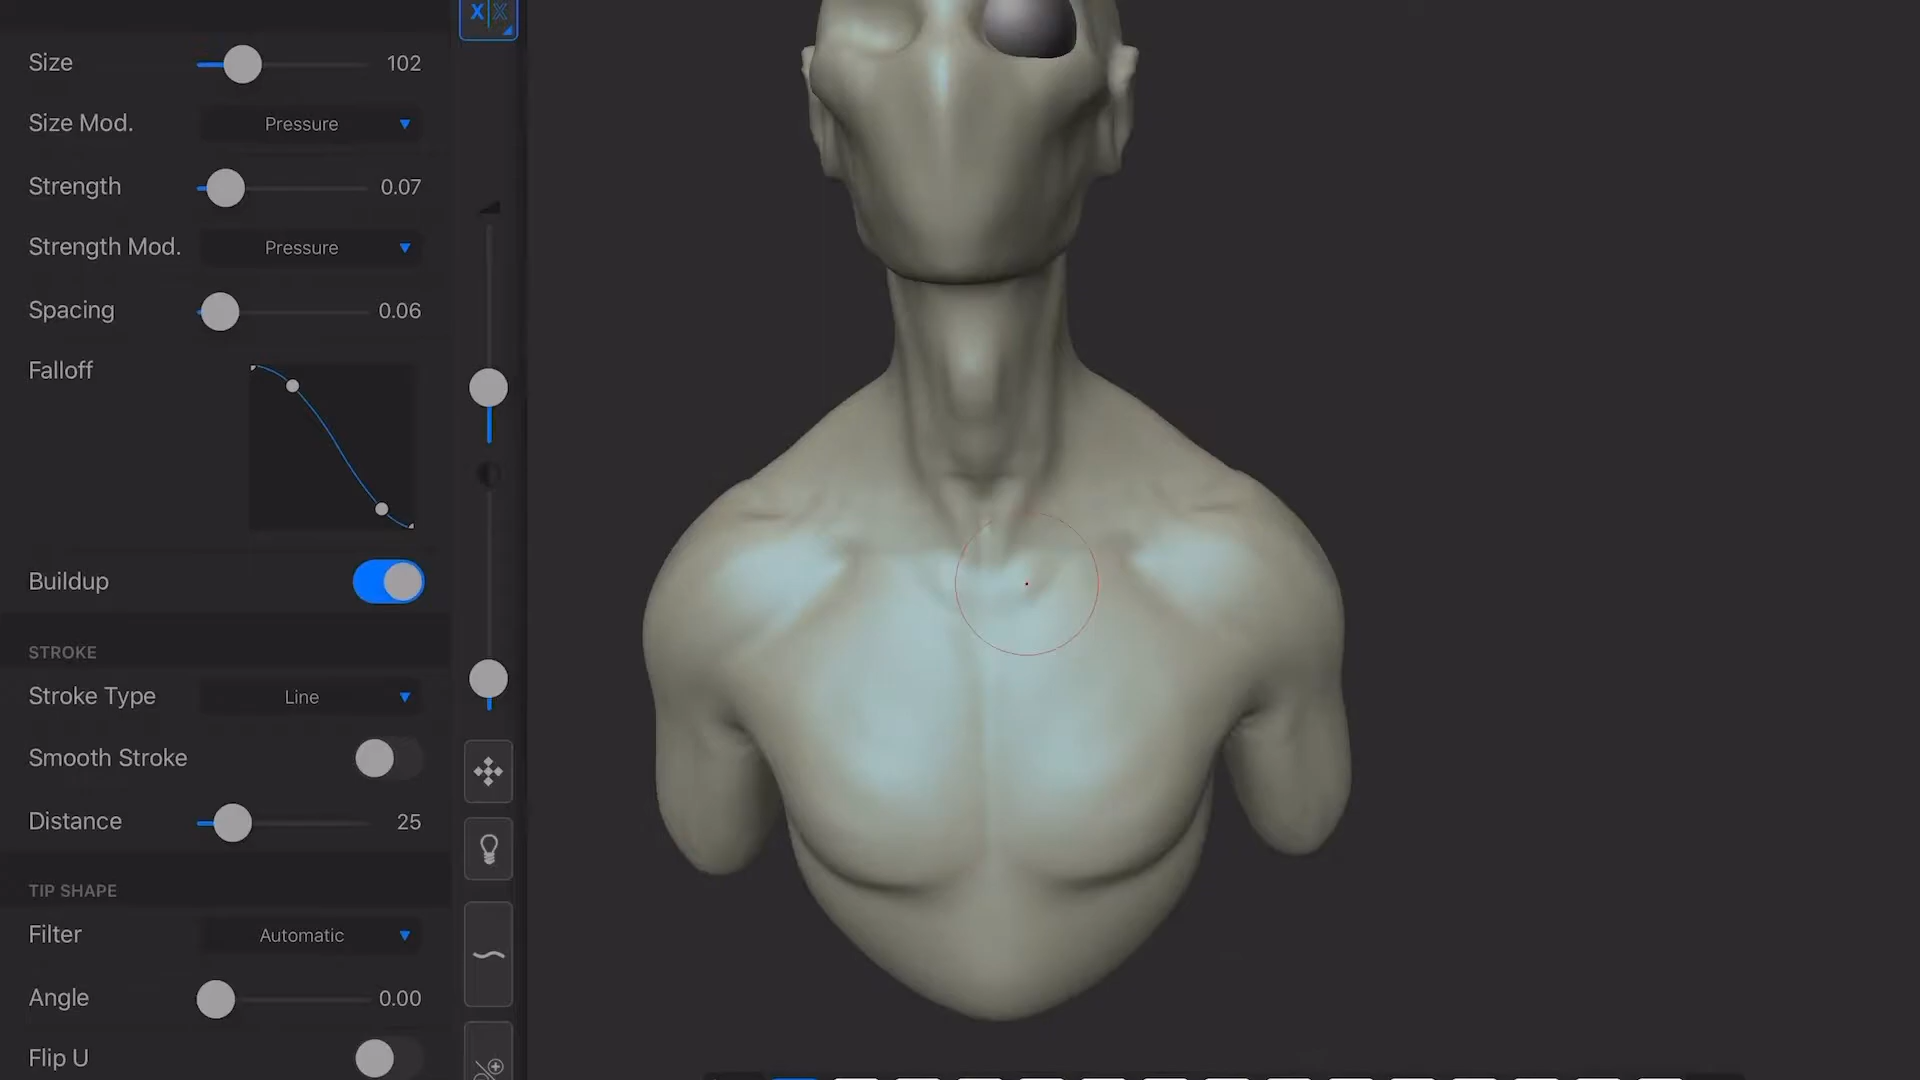 X X
Size 102
Size Mod. Pressure
Strength 0.07
Strength Mod. Pressure
Spacing 0.06
Falloff
Buildup
STROKE
Stroke Type Line
Smooth Stroke
Distance 25
TIP SHAPE
Filter Automatic
Angle 0.00
Flip U